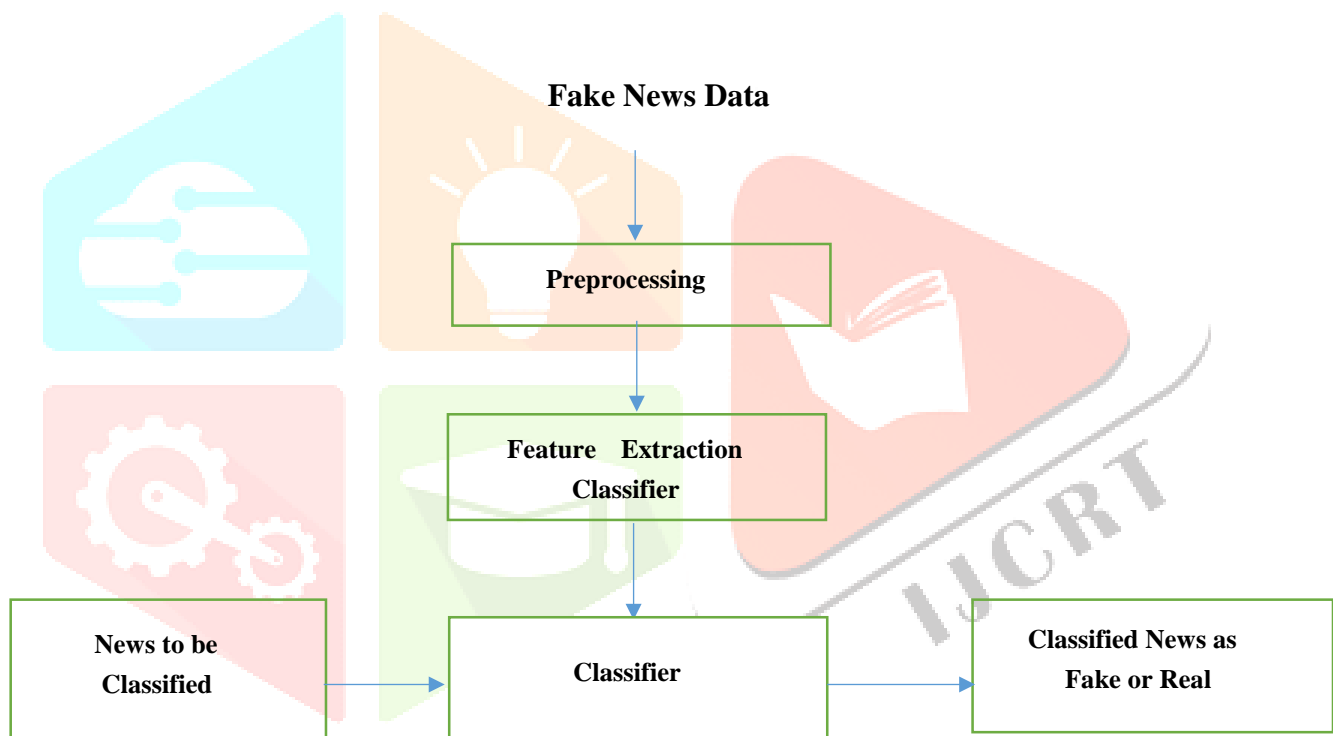 Fake News Data
Preprocessing
Feature Extraction
Classifier
News to be
Classified
Classifier
Classified News as
Fake or Real
IJCRT